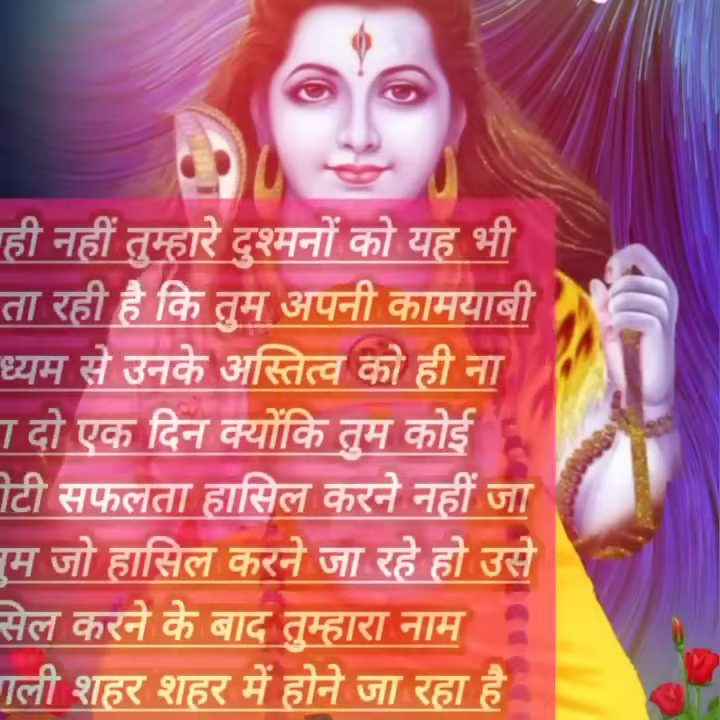 नहीं तुम्हारे दुश्मनों को यह भी
रही है कि तुम अपनी कामयाबी
से उनके अस्तित्व को ही ना
दो एक दिन क्योंकि तुम कोई
सफलता हासिल करने नहीं जा
जो हासिल करने जा रहे हो उसे
करने के बाद तुम्हारा नाम
शहर शहर में होने जा रहा है